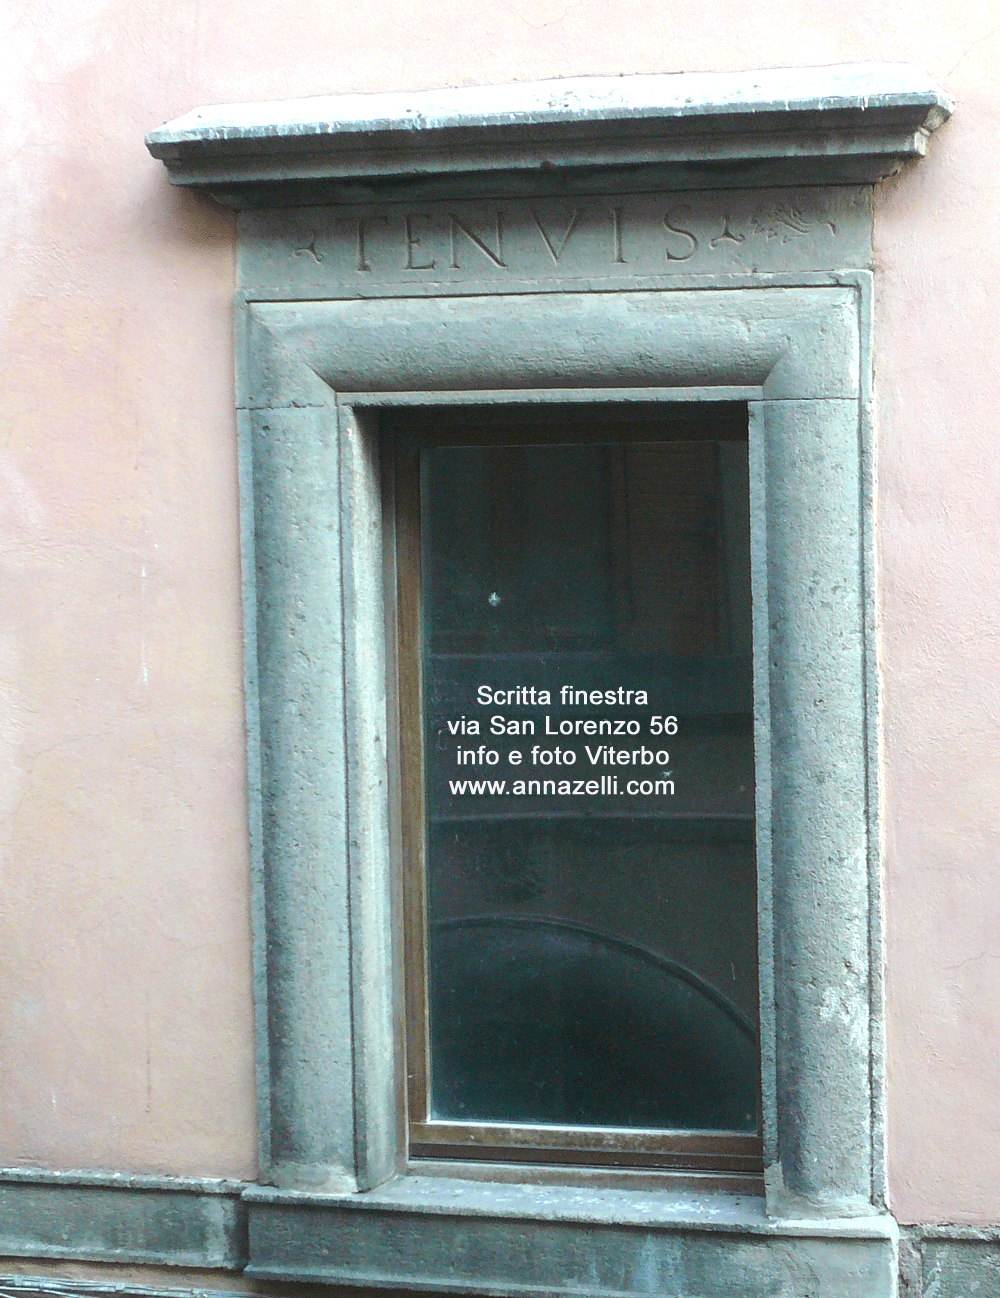 TENVIS
Scritta finestra
via San Lorenzo 56
info e foto Viterbo
www.annazelli.com